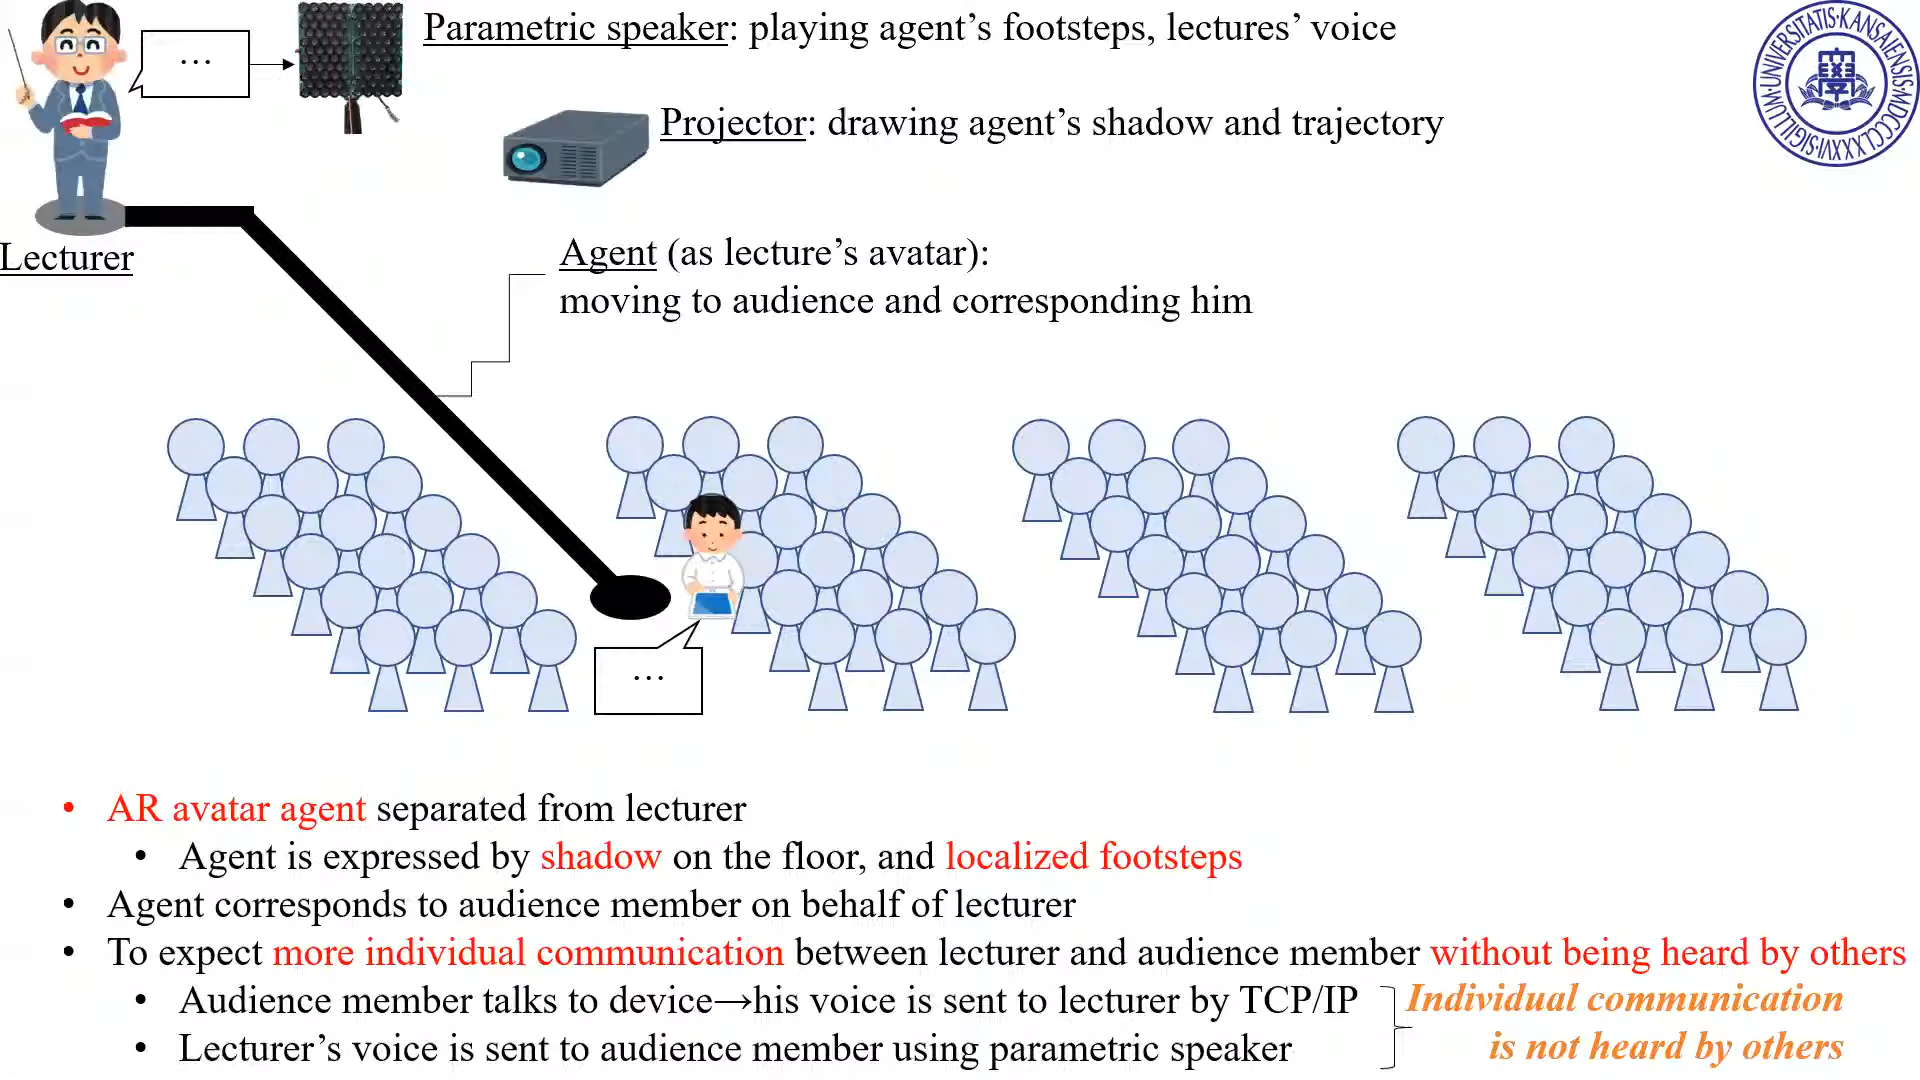 Parametric speaker: playing agent’s footsteps, lectures’ voice
…
Projector: drawing agent’s shadow and trajectory
SIGILLUM·UNIVERSITATIS·KANSAIENSIS·MDCCCLXXXVI·
Lecturer
Agent (as lecture’s avatar):
moving to audience and corresponding him
…
• AR avatar agent separated from lecturer
• Agent is expressed by shadow on the floor, and localized footsteps
• Agent corresponds to audience member on behalf of lecturer
• To expect more individual communication between lecturer and audience member without being heard by others
• Audience member talks to device→his voice is sent to lecturer by TCP/IP
• Lecturer’s voice is sent to audience member using parametric speaker
Individual communication
is not heard by others